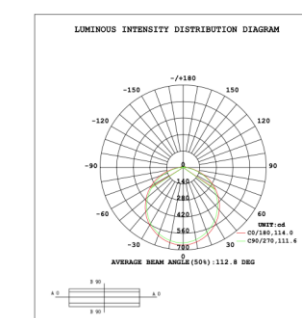 LUMINOUS INTENSITY DISTRIBUTION DIAGRAM
-/+180
-150 150
-120 120
-90 0 90
140
280
-60 420 60
560
UNIT:cd
-30 700 30
C0/180,114.0
0
C90/270,111.6
AVERAGE BEAM ANGLE(50%):112.8 DEG